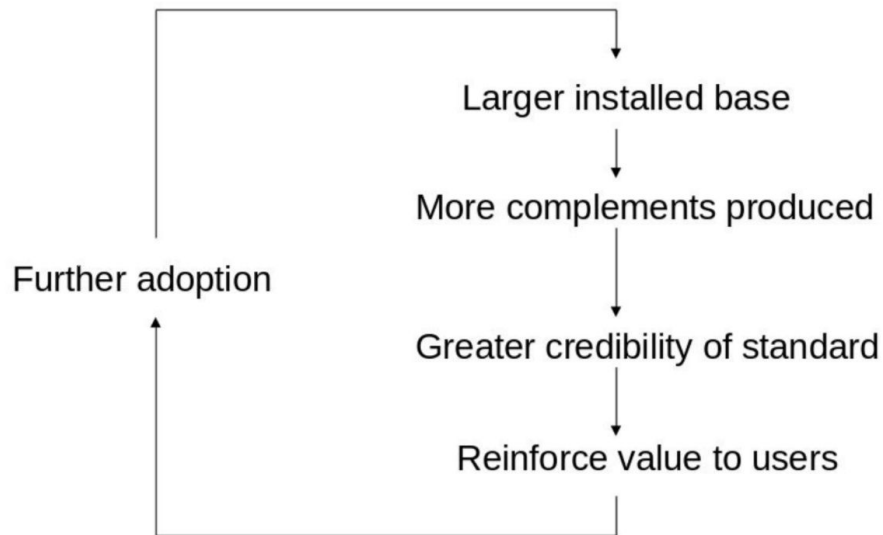 Larger installed base
More complements produced
Further adoption
Greater credibility of standard
Reinforce value to users